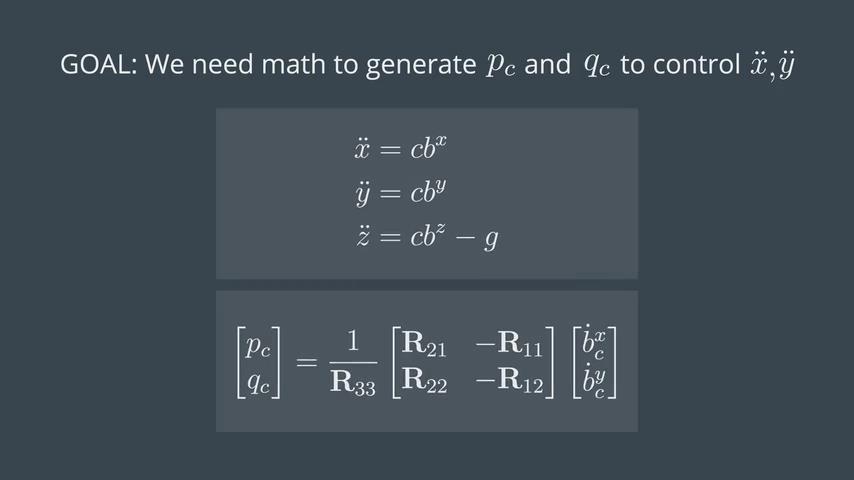 GOAL: We need math to generate p_c and q_c to control ẍ,ÿ
ẍ = cb^x
ÿ = cb^y
z̈ = cb^z − g
[p_c; q_c] = 1/R_33 [R_21 −R_11; R_22 −R_12] [ḃ_c^x; ḃ_c^y]